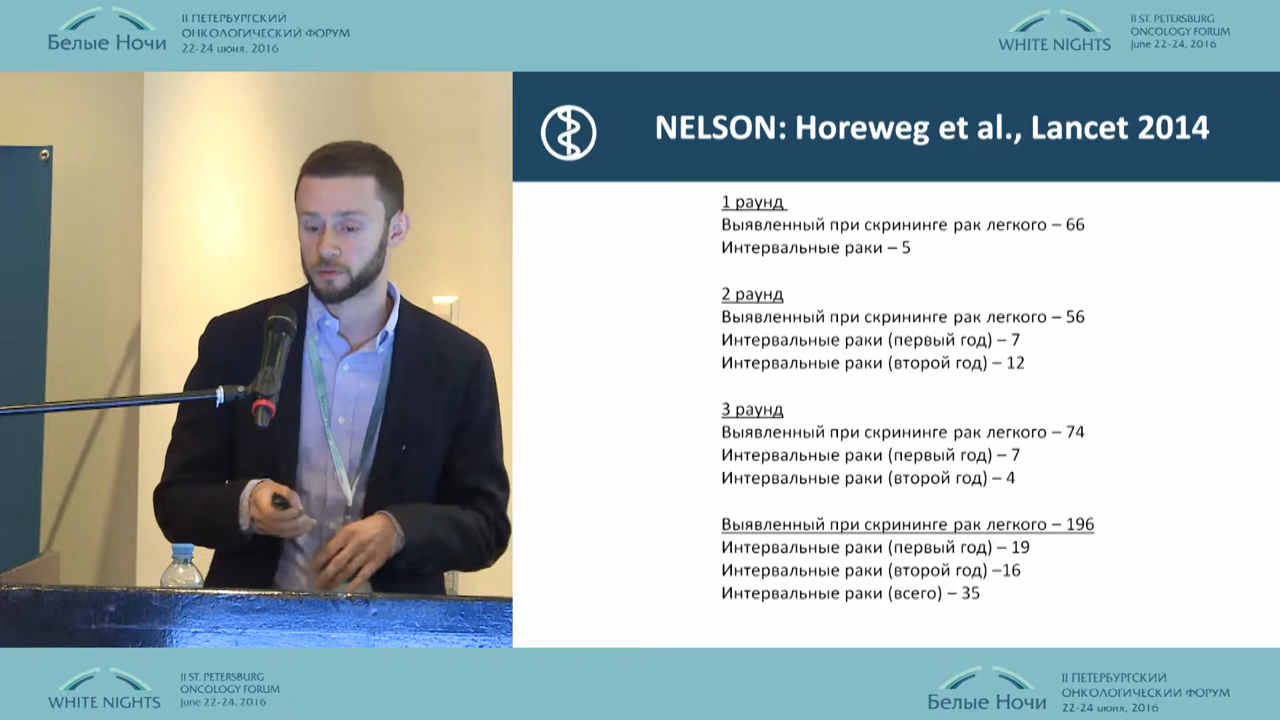 Белые Ночи
II ПЕТЕРБУРГСКИЙ
ОНКОЛОГИЧЕСКИЙ ФОРУМ
22-24 июня, 2016
WHITE NIGHTS
II ST. PETERSBURG
ONCOLOGY FORUM
June 22-24, 2016
NELSON: Horeweg et al., Lancet 2014
1 раунд
Выявленный при скрининге рак легкого – 66
Интервальные раки – 5
2 раунд
Выявленный при скрининге рак легкого – 56
Интервальные раки (первый год) – 7
Интервальные раки (второй год) – 12
3 раунд
Выявленный при скрининге рак легкого – 74
Интервальные раки (первый год) – 7
Интервальные раки (второй год) – 4
Выявленный при скрининге рак легкого – 196
Интервальные раки (первый год) – 19
Интервальные раки (второй год) –16
Интервальные раки (всего) – 35
WHITE NIGHTS
II ST. PETERSBURG
ONCOLOGY FORUM
June 22-24, 2016
Белые Ночи
II ПЕТЕРБУРГСКИЙ
ОНКОЛОГИЧЕСКИЙ ФОРУМ
22-24 июня, 2016